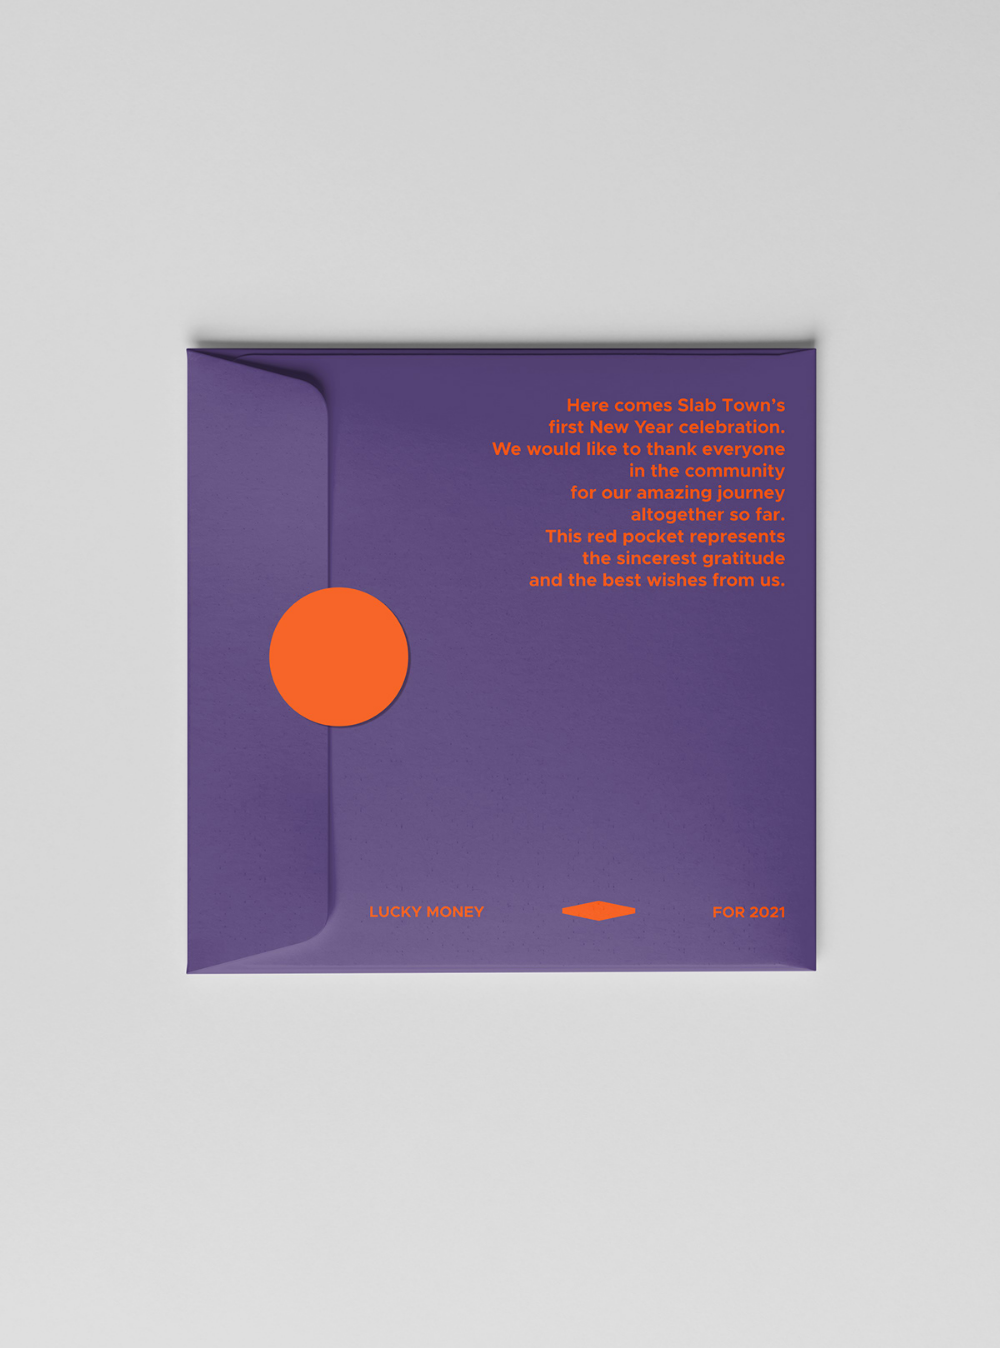 Here comes Slab Town's
first New Year celebration.
We would like to thank everyone
in the community
for our amazing journey
altogether so far.
This red pocket represents
the sincerest gratitude
and the best wishes from us.
LUCKY MONEY
FOR 2021